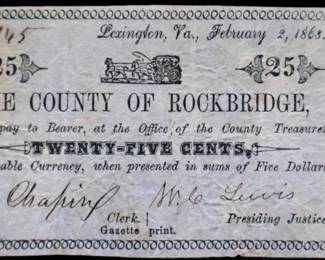 145
Lexington, Va., February 2, 1863.
25 25
E COUNTY OF ROCKBRIDGE,
pay to Bearer, at the Office, of the County Treasure
TWENTY-FIVE CENTS,
able Currency, when presented in sums of Five Dollar
Chapin W. C. Lewis
Clerk. Presiding Justice
Gazette print.